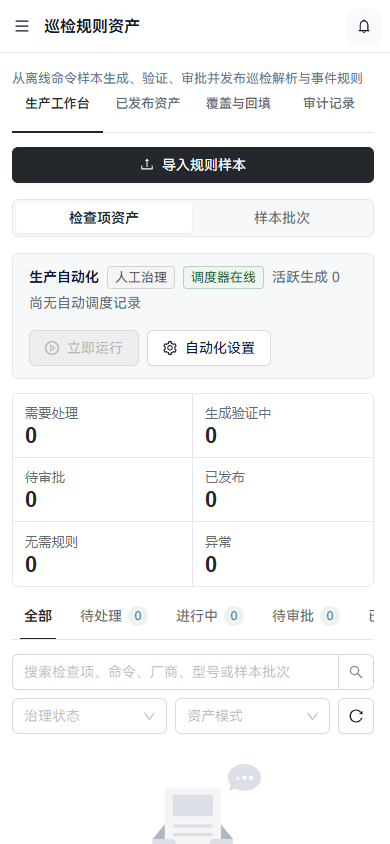 巡检规则资产
从离线命令样本生成、验证、审批并发布巡检解析与事件规则
生产工作台 已发布资产 覆盖与回填 审计记录
导入规则样本
检查项资产 样本批次
生产自动化 人工治理 调度器在线 活跃生成 0
尚无自动调度记录
立即运行 自动化设置
需要处理 生成验证中
0 0
待审批 已发布
0 0
无需规则 异常
0 0
全部 待处理 0 进行中 0 待审批 0
搜索检查项、命令、厂商、型号或样本批次
治理状态 资产模式